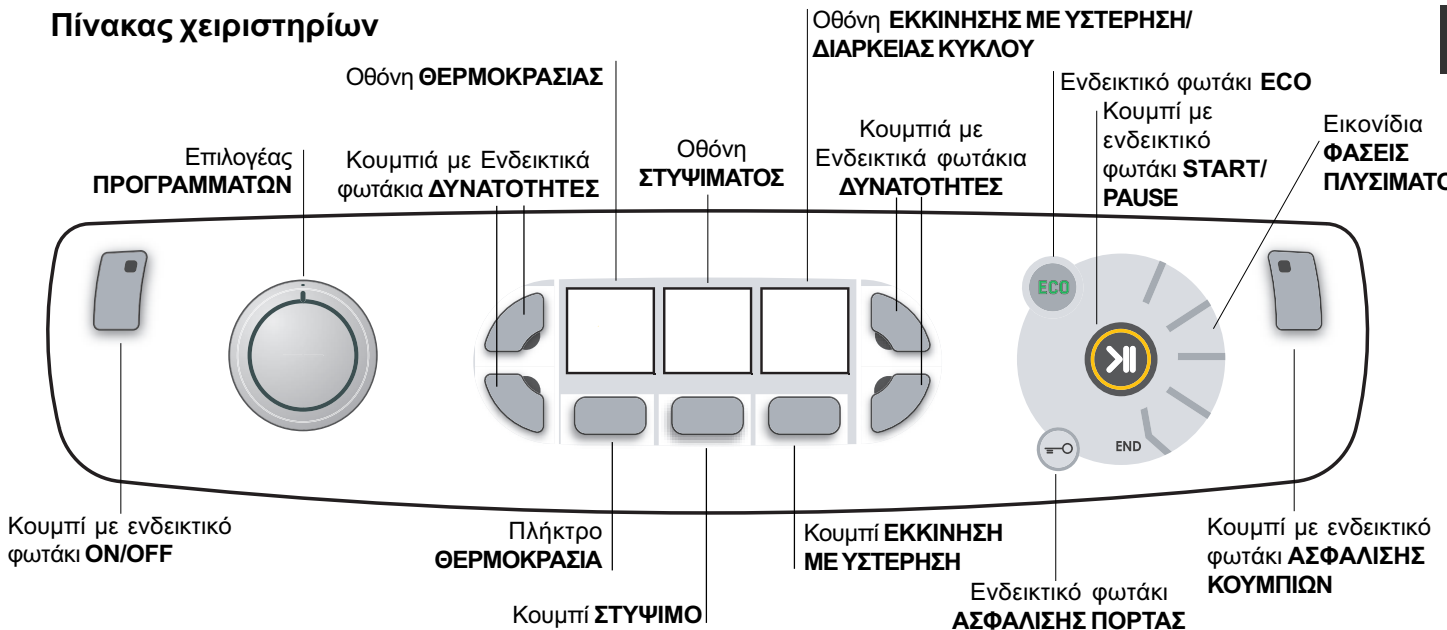 Πίνακας χειριστηρίων
Οθόνη ΕΚΚΙΝΗΣΗΣ ΜΕ ΥΣΤΕΡΗΣΗ/
ΔΙΑΡΚΕΙΑΣ ΚΥΚΛΟΥ
Οθόνη ΘΕΡΜΟΚΡΑΣΙΑΣ
Ενδεικτικό φωτάκι ECO
Κουμπί με
ενδεικτικό
φωτάκι START/
PAUSE
Εικονίδια
ΦΑΣΕΙΣ
ΠΛΥΣΙΜΑΤΟ
Επιλογέας
ΠΡΟΓΡΑΜΜΑΤΩΝ
Κουμπιά με Ενδεικτικά
φωτάκια ΔΥΝΑΤΟΤΗΤΕΣ
Οθόνη
ΣΤΥΨΙΜΑΤΟΣ
Κουμπιά με
Ενδεικτικά φωτάκια
ΔΥΝΑΤΟΤΗΤΕΣ
ECO
END
Κουμπί με ενδεικτικό
φωτάκι ON/OFF
Πλήκτρο
ΘΕΡΜΟΚΡΑΣΙΑ
Κουμπί ΣΤΥΨΙΜΟ
Κουμπί ΕΚΚΙΝΗΣΗ
ΜΕ ΥΣΤΕΡΗΣΗ
Ενδεικτικό φωτάκι
ΑΣΦΑΛΙΣΗΣ ΠΟΡΤΑΣ
Κουμπί με ενδεικτικό
φωτάκι ΑΣΦΑΛΙΣΗΣ
ΚΟΥΜΠΙΩΝ